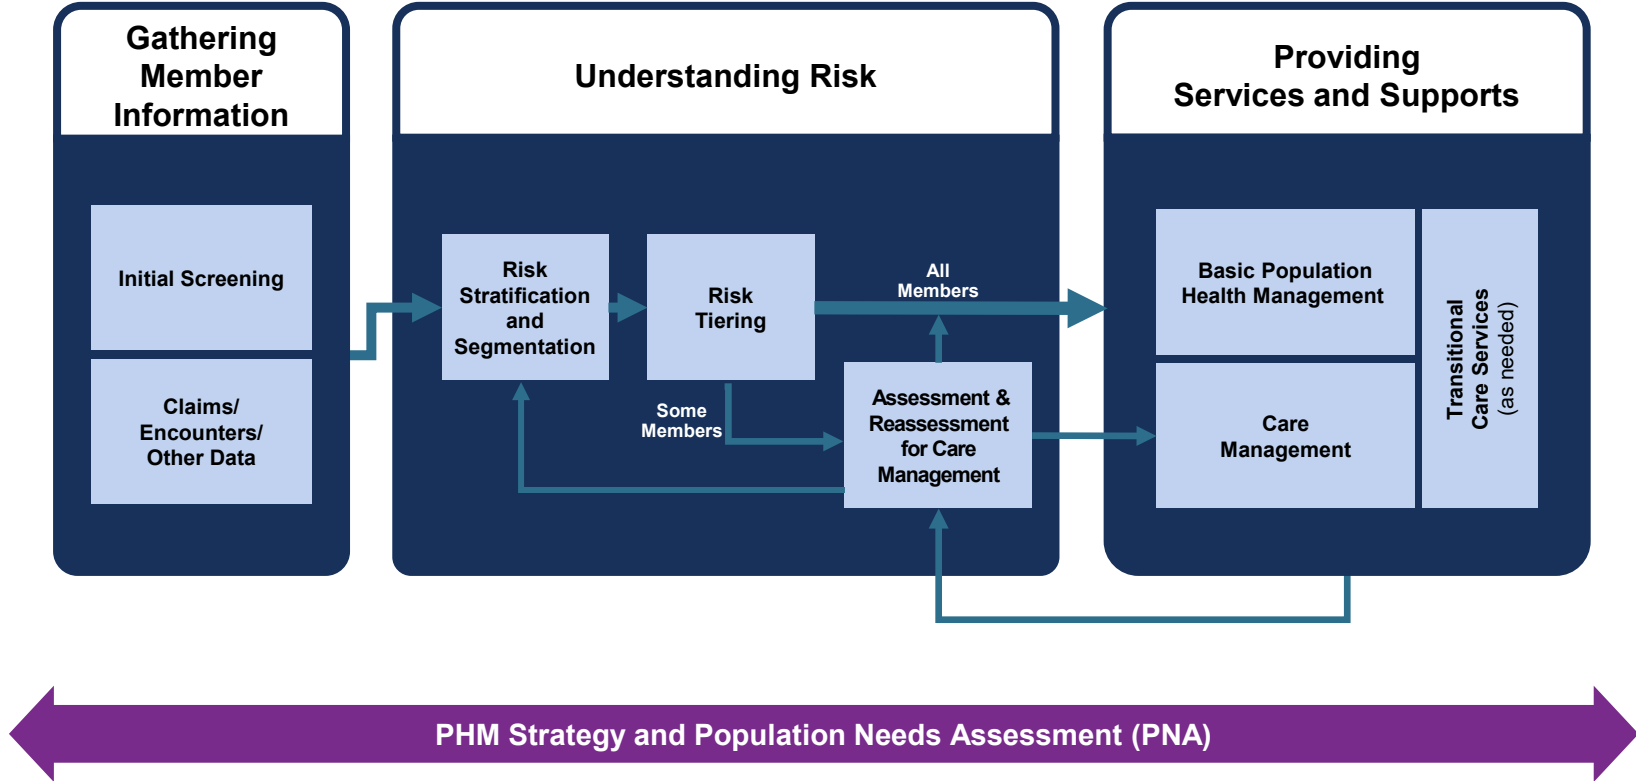 Gathering
Member
Information
Understanding Risk
Providing
Services and Supports
Initial Screening
Claims/
Encounters/
Other Data
Risk
Stratification
and
Segmentation
Risk
Tiering
All
Members
Some
Members
Assessment &
Reassessment
for Care
Management
Basic Population
Health Management
Care
Management
Transitional
Care Services
(as needed)
PHM Strategy and Population Needs Assessment (PNA)